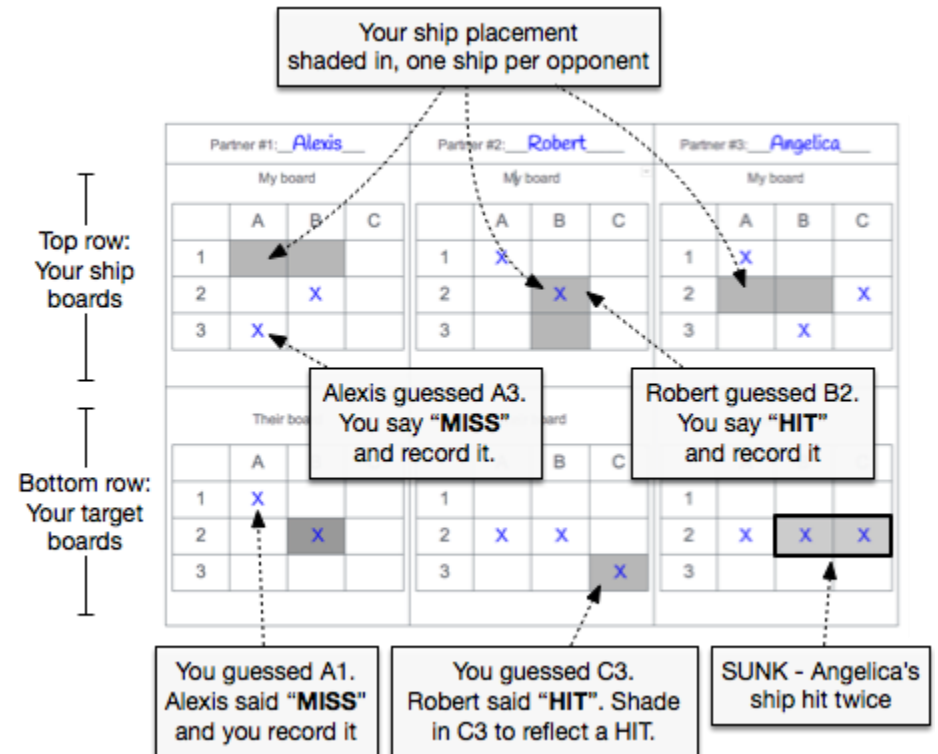 Your ship placement
shaded in, one ship per opponent
Partner #1:__Alexis___
Partner #2:___Robert_____
Partner #3:___Angelica____
My board
My board
My board
A B C
A B C
A B C
1
1 X
1 X
2 X
2 X
2 X
3 X
3
3 X
Top row:
Your ship
boards
Alexis guessed A3.
You say “MISS”
and record it.
Robert guessed B2.
You say “HIT”
and record it
Bottom row:
Your target
boards
Their
A
B C
1 X
1
1
2 X
2 X X
2 X X X
3
3 X
3
You guessed A1.
Alexis said “MISS”
and you record it
You guessed C3.
Robert said “HIT”. Shade
in C3 to reflect a HIT.
SUNK - Angelica's
ship hit twice